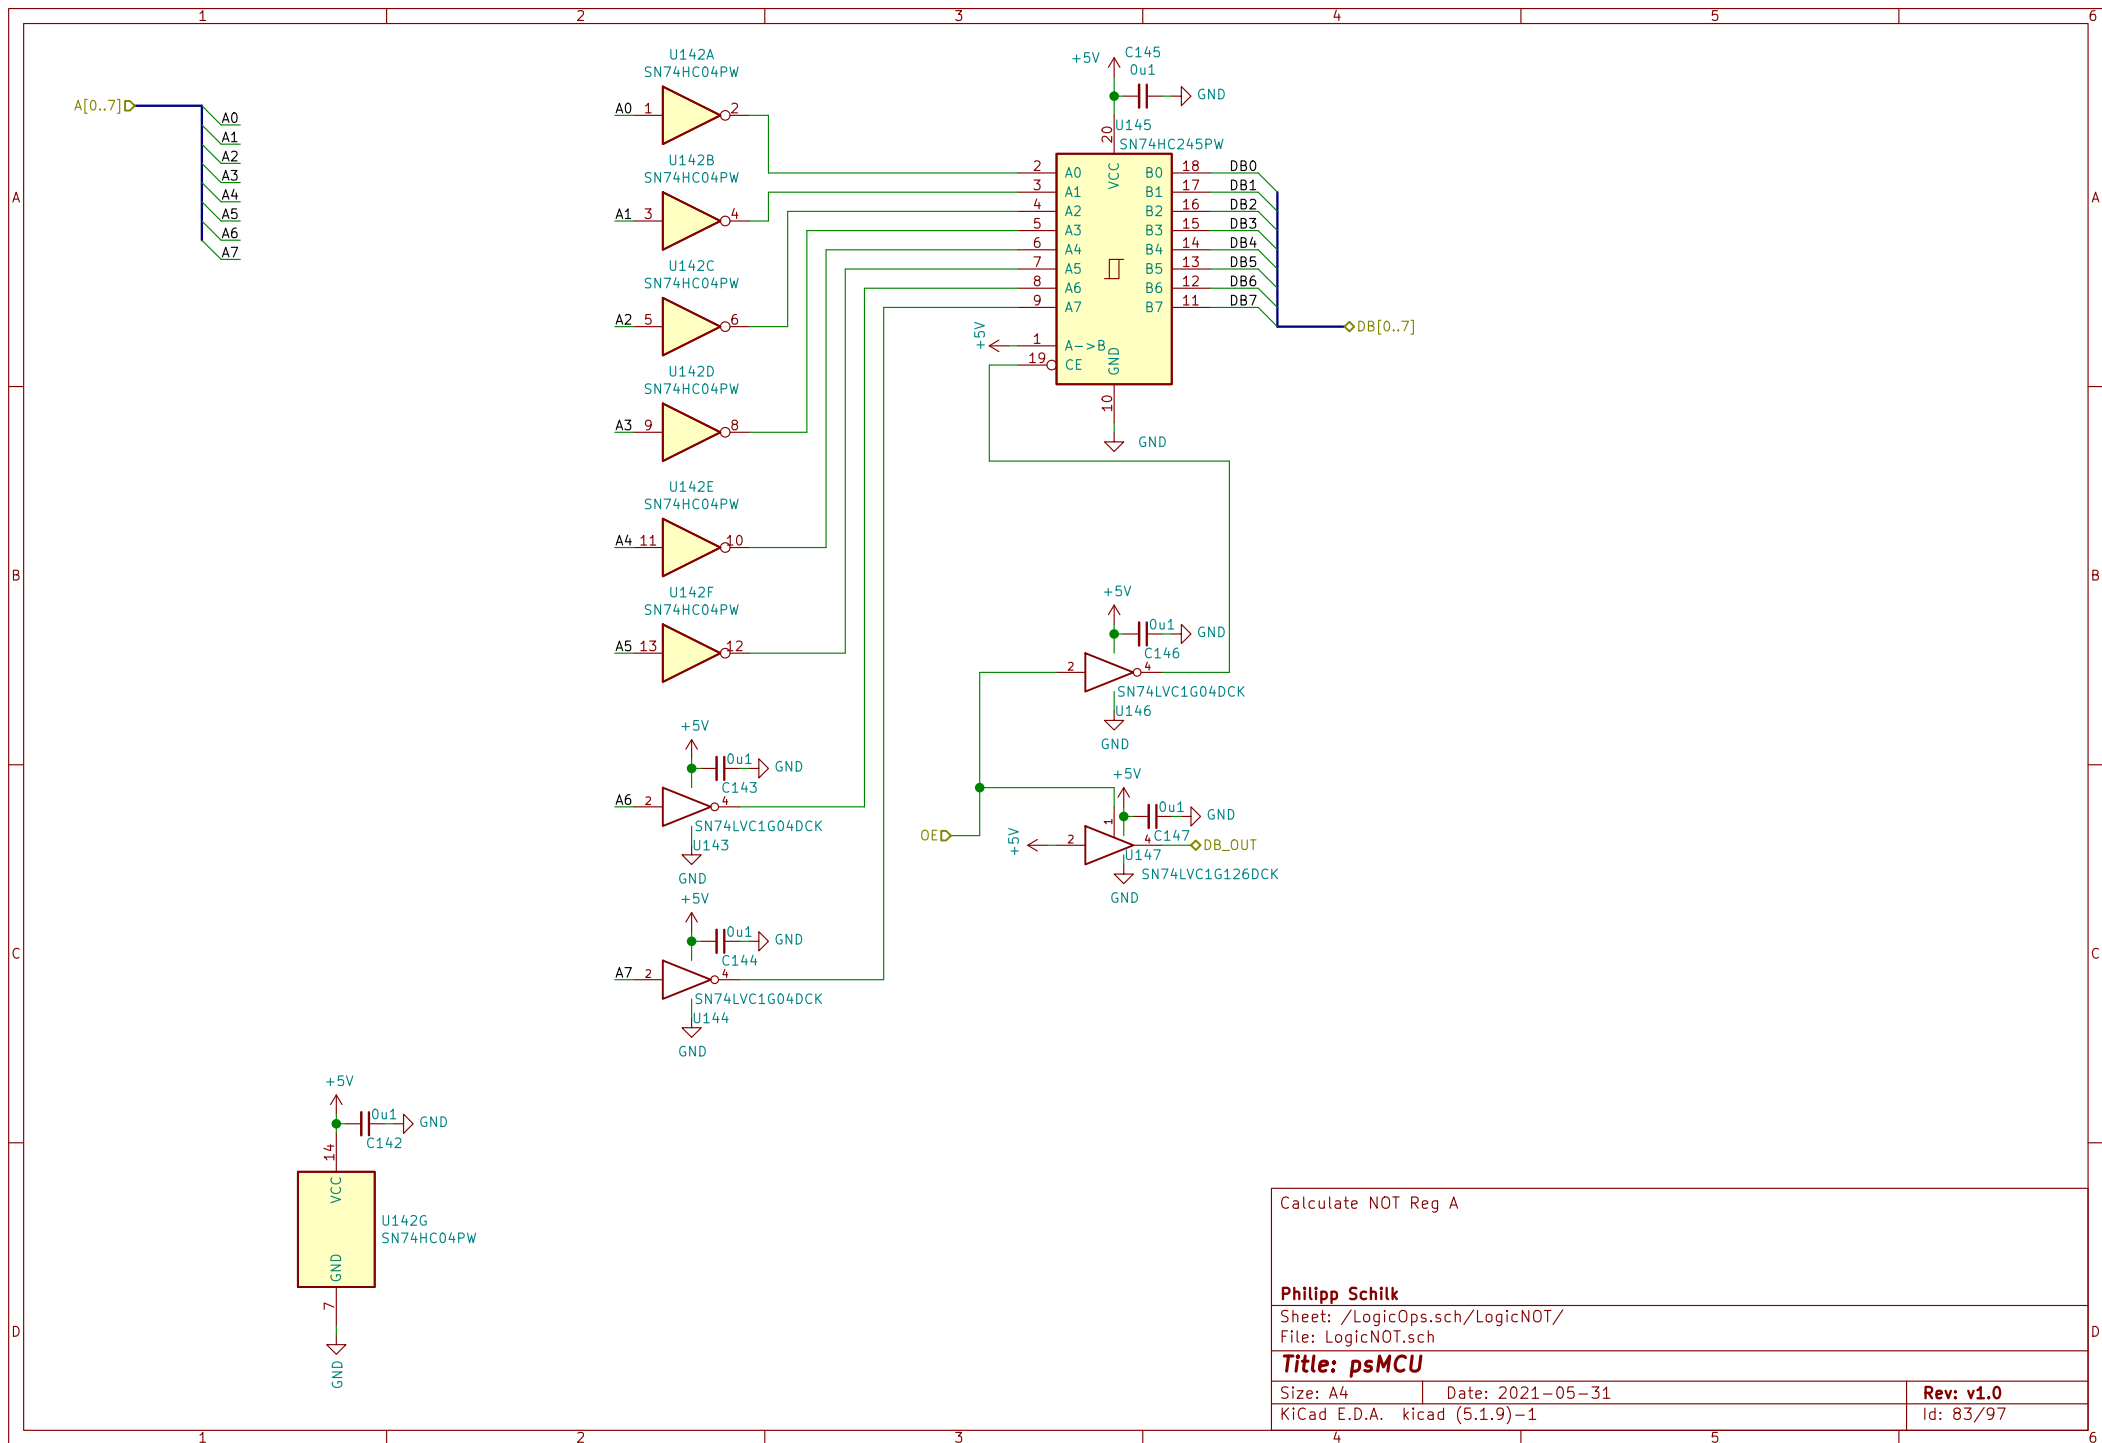 1 2 3 4 5 6
A[0..7]
A0
A1
A2
A3
A4
A5
A6
A7
U142A
SN74HC04PW
A0 1 2
U142B
SN74HC04PW
A1 3 4
U142C
SN74HC04PW
A2 5 6
U142D
SN74HC04PW
A3 9 8
U142E
SN74HC04PW
A4 11 10
U142F
SN74HC04PW
A5 13 12
+5V
0u1
GND
C143
A6 2 4
SN74LVC1G04DCK
U143
GND
+5V
0u1
GND
C144
A7 2 4
SN74LVC1G04DCK
U144
GND
+5V
C145
0u1
GND
U145
SN74HC245PW
20
VCC
2 A0 B0 18 DB0
3 A1 B1 17 DB1
4 A2 B2 16 DB2
5 A3 B3 15 DB3
6 A4 B4 14 DB4
7 A5 B5 13 DB5
8 A6 B6 12 DB6
9 A7 B7 11 DB7
DB[0..7]
+5V
1 A->B
19 CE
GND
10
GND
+5V
0u1
GND
C146
2 4
SN74LVC1G04DCK
U146
GND
+5V
0u1
GND
C147
OE
+5V
2 1 4
DB_OUT
U147
SN74LVC1G126DCK
GND
+5V
0u1
GND
C142
14
VCC
U142G
SN74HC04PW
GND
7
GND
A
B
C
D
A
B
C
D
Calculate NOT Reg A
Philipp Schilk
Sheet: /LogicOps.sch/LogicNOT/
File: LogicNOT.sch
Title: psMCU
Size: A4 Date: 2021-05-31 Rev: v1.0
KiCad E.D.A. kicad (5.1.9)-1 Id: 83/97
1 2 3 4 5 6